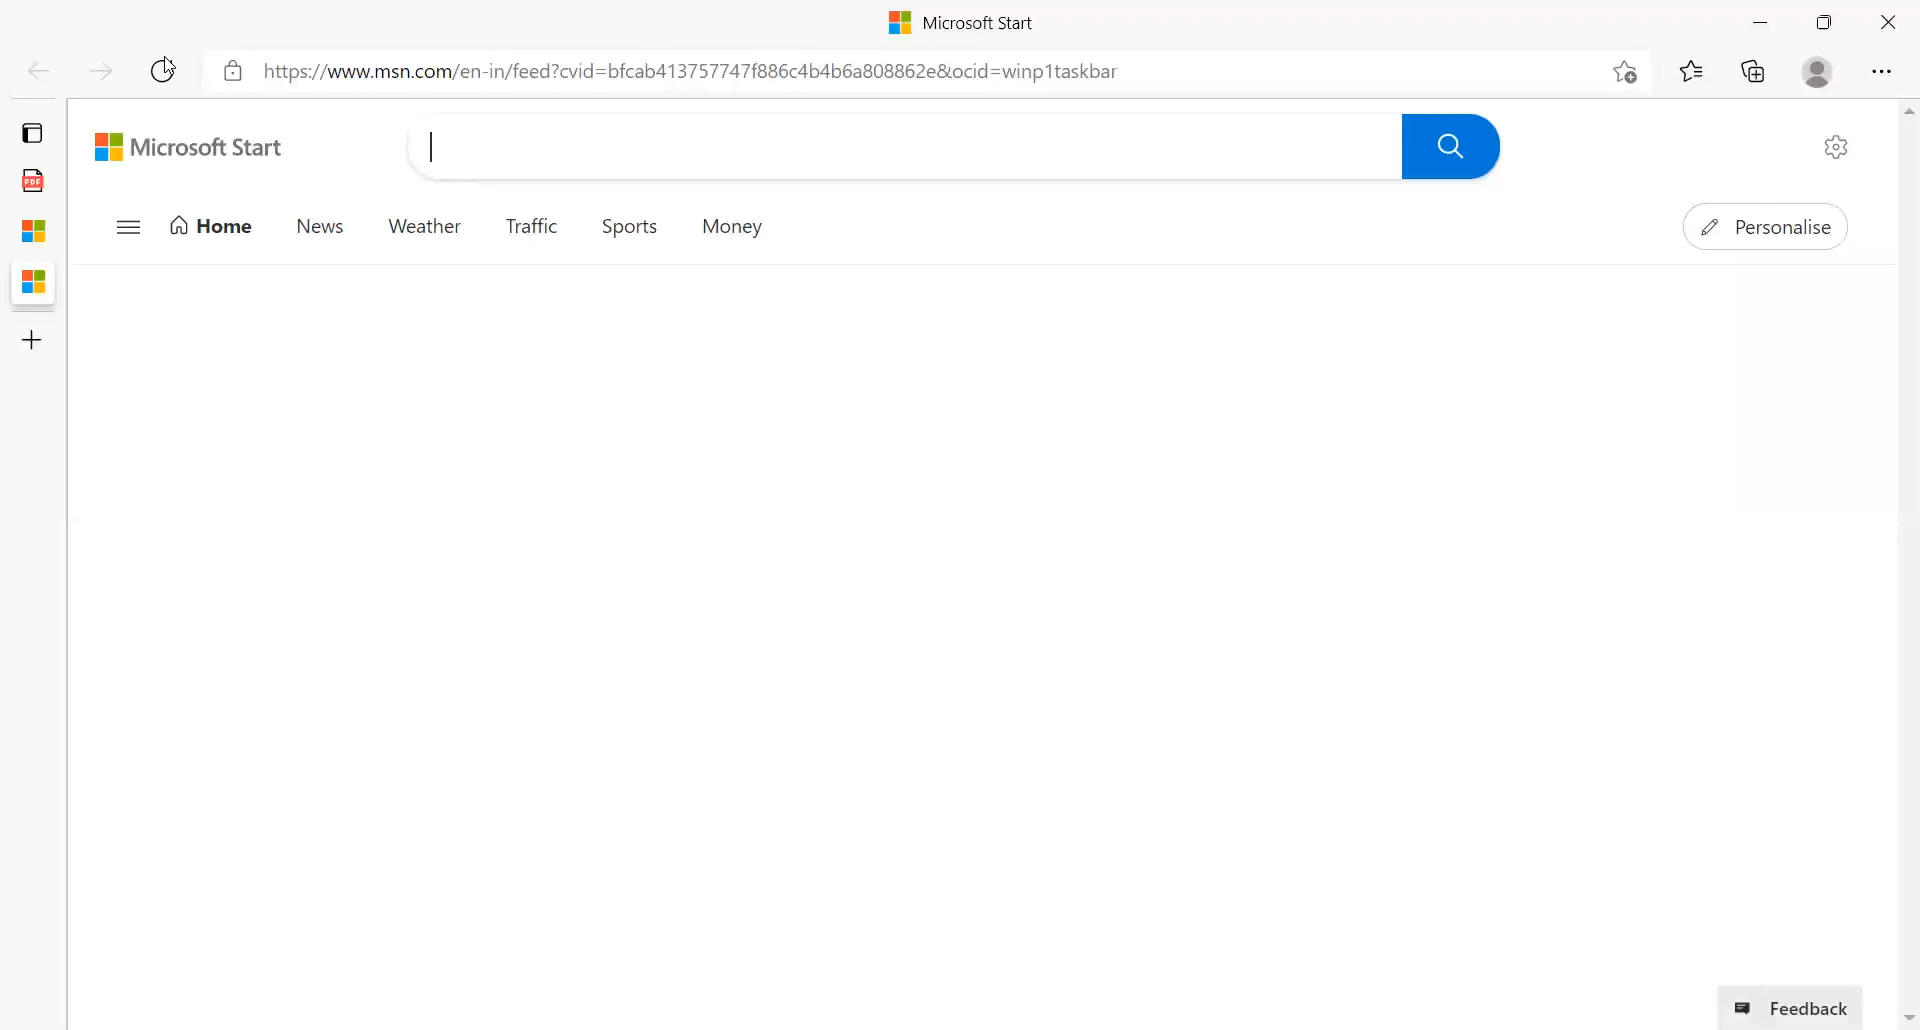 Microsoft Start
https://www.msn.com/en-in/feed?cvid=bfcab413757747f886c4b4b6a808862e&ocid=winp1taskbar
Microsoft Start
PDF
Home News Weather Traffic Sports Money Personalise
Feedback